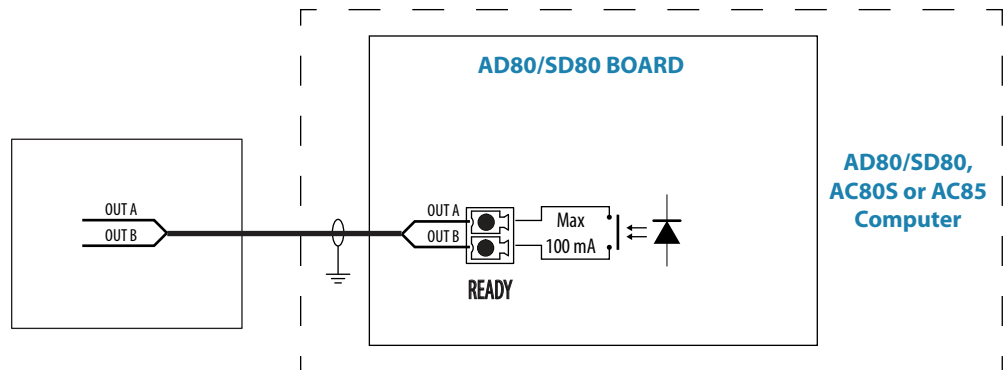 AD80/SD80 BOARD
AD80/SD80,
AC80S or AC85
Computer
OUT A
OUT B
OUT A
OUT B
Max
100 mA
READY